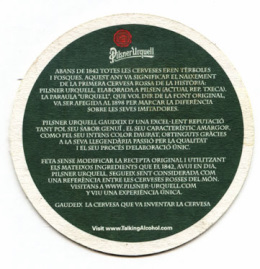 Pilsner Urquell
ABANS DE 1842 TOTES LES CERVESES EREN TÈRBOLES
I FOSQUES. AQUEST ANY VA SIGNIFICAR EL NAIXEMENT
DE LA PRIMERA CERVESA ROSSA DE LA HISTÒRIA:
PILSNER URQUELL, ELABORADA A PILSEN (ACTUAL REP. TXECA).
LA PARAULA "URQUELL", QUE VOL DIR DE LA FONT ORIGINAL,
VA SER AFEGIDA AL 1898 PER MARCAR LA DIFERÈNCIA
SOBRE ELS SEUS IMITADORS.
PILSNER URQUELL GAUDEIX D'UNA EXCEL·LENT REPUTACIÓ
TANT POL SEU SABOR GENUÍ, EL SEU CARACTERÍSTIC AMARGOR,
COM PEL SEU INTENS COLOR DAURAT, OBTINGUTS GRÀCIES
A LA SEVA LLEGENDÀRIA PASSIÓ PER LA QUALITAT
I EL SEU PROCÉS D'ELABORACIÓ ÚNIC.
FETA SENSE MODIFICAR LA RECEPTA ORIGINAL I UTILITZANT
ELS MATEIXOS INGREDIENTS QUE EL 1842, AVUI EN DIA,
PILSNER URQUELL SEGUEIX SENT CONSIDERADA COM
UNA REFERÈNCIA ENTRE LES CERVESES ROSSES DEL MÓN.
VISITANS A WWW.PILSNER-URQUELL.COM
Y VIU UNA EXPERIÈNCIA ÚNICA.
GAUDEIX LA CERVESA QUE VA INVENTAR LA CERVESA
Visit www.TalkingAlcohol.com